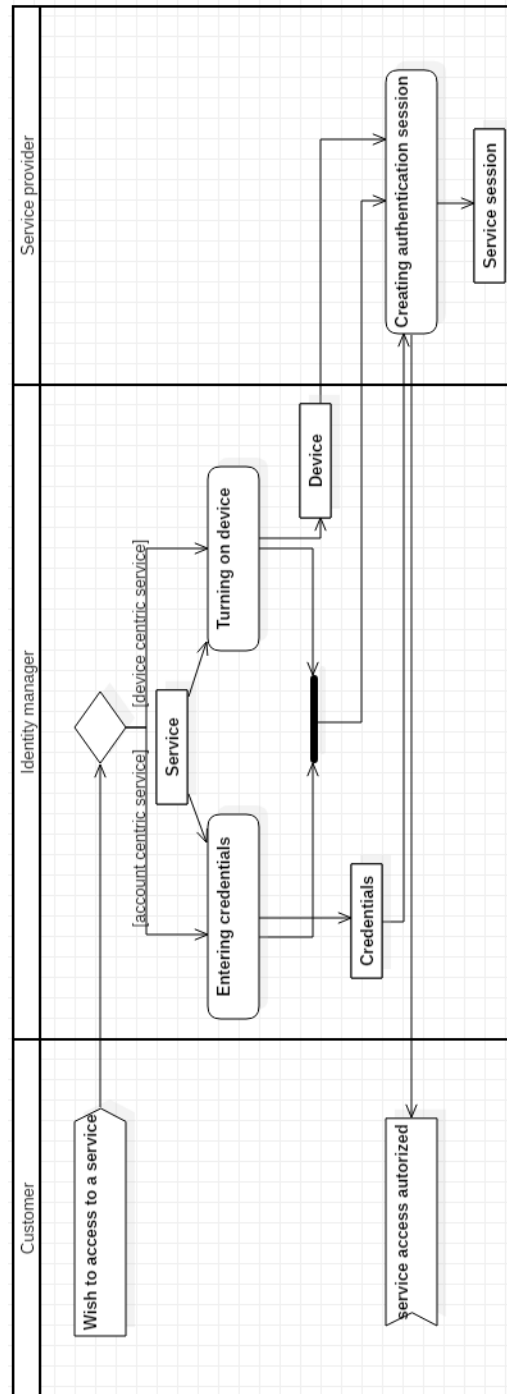 Customer
Identity manager
Service provider
Wish to access to a service
[account centric service]
[device centric service]
Service
Entering credentials
Turning on device
Device
Credentials
Creating authentication session
service access autorized
Service session